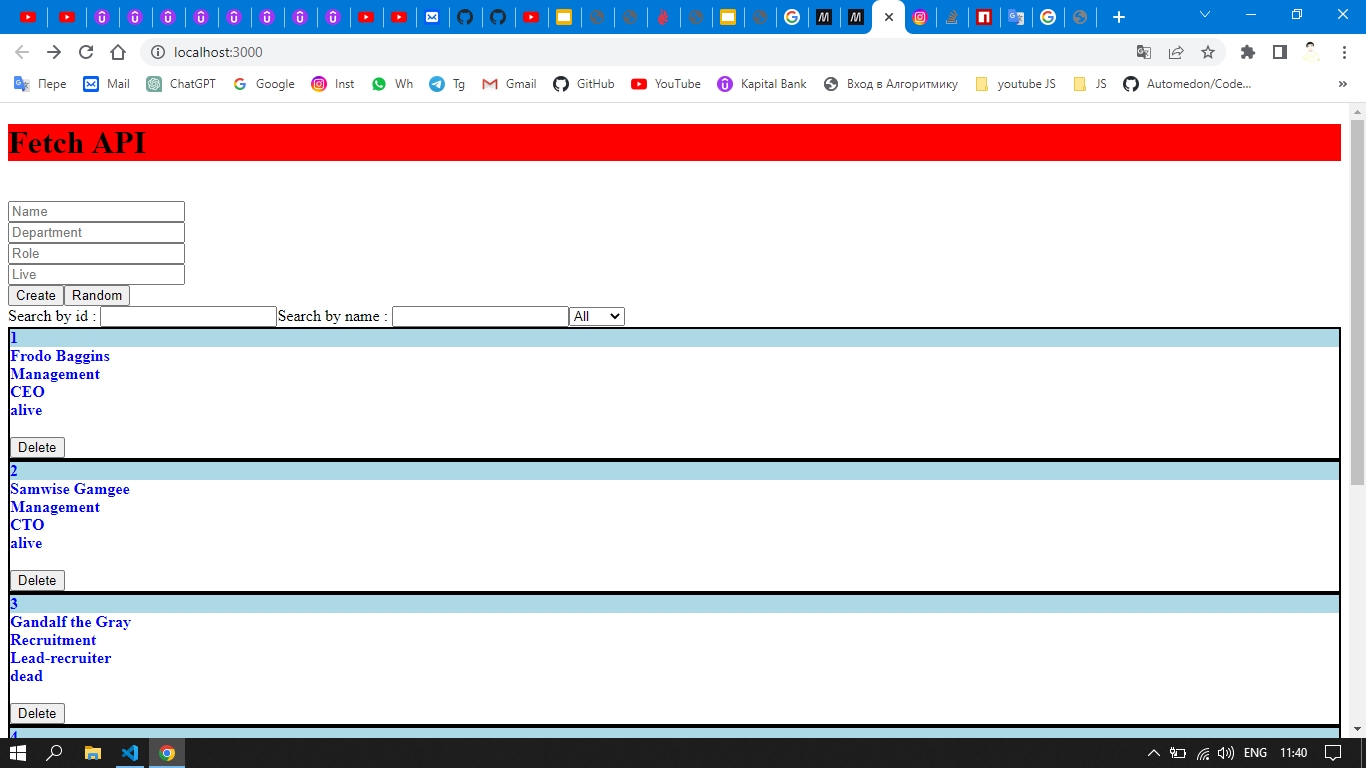 localhost:3000
Пере Mail ChatGPT Google Inst Wh Tg Gmail GitHub YouTube Kapital Bank Вход в Алгоритмику youtube JS JS Automedon/Code... »
Fetch API
Name
Department
Role
Live
Create Random
Search by id : Search by name : All
1
Frodo Baggins
Management
CEO
alive
Delete
2
Samwise Gamgee
Management
CTO
alive
Delete
3
Gandalf the Gray
Recruitment
Lead-recruiter
dead
Delete
4
ENG 11:40